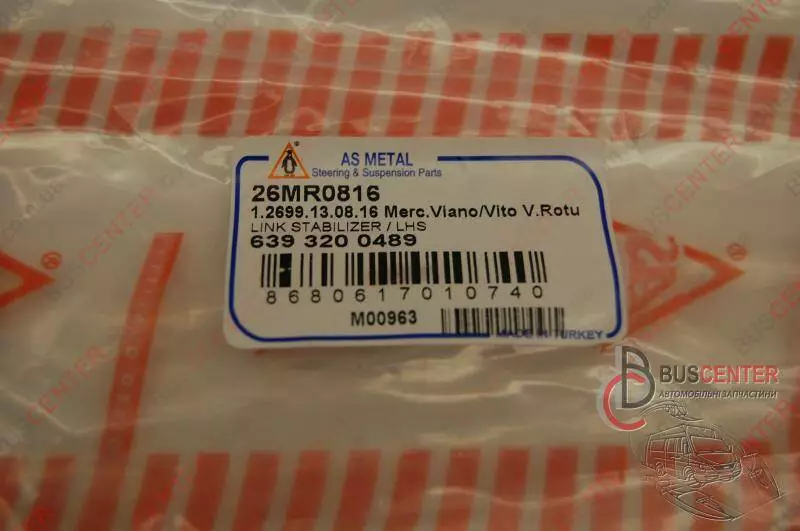 AS METAL
Steering & Suspension Parts
26MR0816
1.2699.13.08.16 Merc.Viano/Vito V.Rotu
LINK STABILIZER / LHS
639 320 0489
8680617010740
M00963
MADE IN TURKEY
BUSCENTER
АВТОМОБІЛЬНІ ЗАПЧАСТИНИ